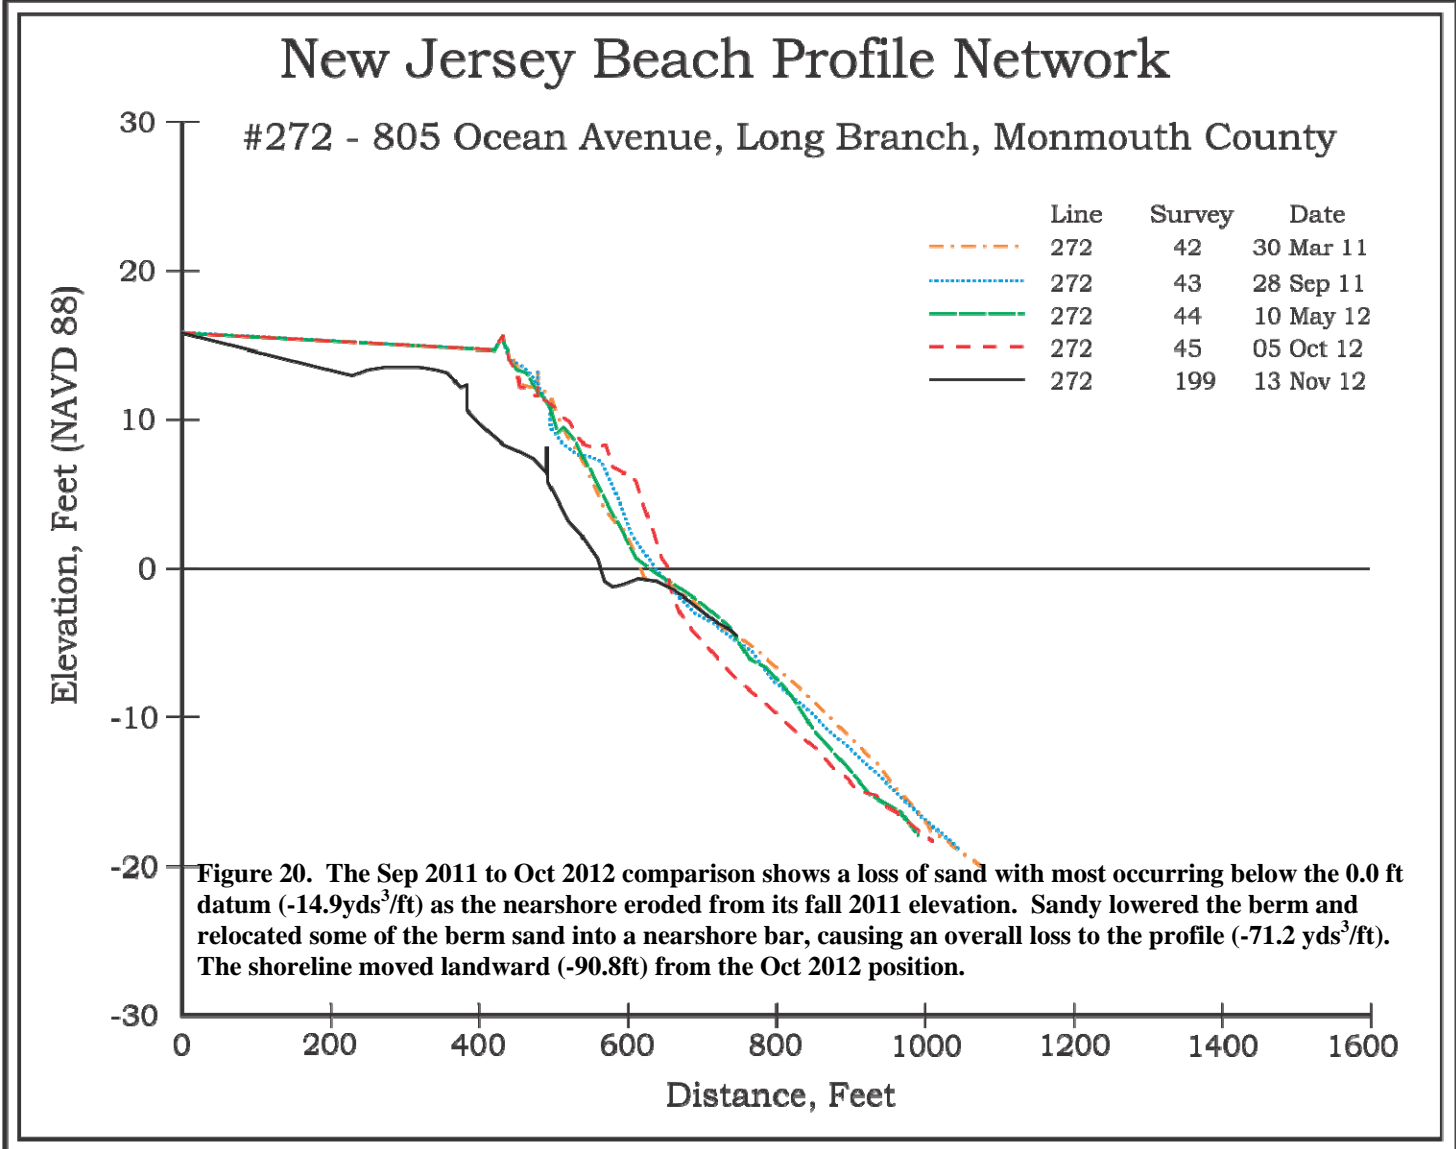 New Jersey Beach Profile Network
#272 - 805 Ocean Avenue, Long Branch, Monmouth County
Line Survey Date
272 42 30 Mar 11
272 43 28 Sep 11
272 44 10 May 12
272 45 05 Oct 12
272 199 13 Nov 12
Elevation, Feet (NAVD 88)
30
20
10
0
-10
-20
-30
Figure 20. The Sep 2011 to Oct 2012 comparison shows a loss of sand with most occurring below the 0.0 ft
datum (-14.9yds³/ft) as the nearshore eroded from its fall 2011 elevation. Sandy lowered the berm and
relocated some of the berm sand into a nearshore bar, causing an overall loss to the profile (-71.2 yds³/ft).
The shoreline moved landward (-90.8ft) from the Oct 2012 position.
0 200 400 600 800 1000 1200 1400 1600
Distance, Feet